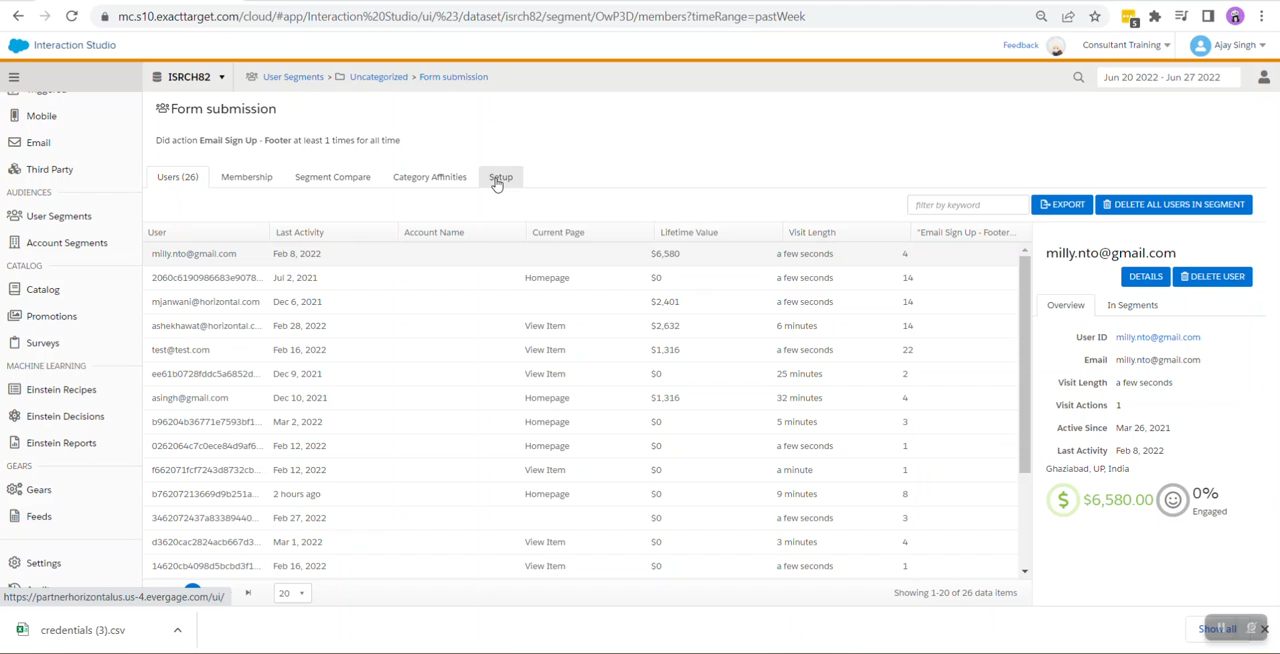 mc.s10.exacttarget.com/cloud/#app/Interaction%20Studio/ui/%23/dataset/isrch82/segment/OwP3D/members?timeRange=pastWeek
5
Interaction Studio
Feedback
Consultant Training
Ajay Singh
ISRCH82
User Segments > Uncategorized > Form submission
Jun 20 2022 - Jun 27 2022
Mobile
Email
Third Party
AUDIENCES
User Segments
Account Segments
CATALOG
Catalog
Promotions
Surveys
MACHINE LEARNING
Einstein Recipes
Einstein Decisions
Einstein Reports
GEARS
Gears
Feeds
Settings
Form submission
Did action Email Sign Up - Footer at least 1 times for all time
Users (26) Membership Segment Compare Category Affinities Setup
filter by keyword EXPORT DELETE ALL USERS IN SEGMENT
User Last Activity Account Name Current Page Lifetime Value Visit Length "Email Sign Up - Footer...
milly.nto@gmail.com Feb 8, 2022 $6,580 a few seconds 4
2060c6190986683e9078... Jul 2, 2021 Homepage $0 a few seconds 14
mjanwani@horizontal.com Dec 6, 2021 $2,401 a few seconds 14
ashekhawat@horizontal.c... Feb 28, 2022 View Item $2,632 6 minutes 14
test@test.com Feb 16, 2022 View Item $1,316 a few seconds 22
ee61b0728fddc5a6852d... Dec 9, 2021 View Item $0 25 minutes 2
asingh@gmail.com Dec 10, 2021 Homepage $1,316 32 minutes 4
b96204b36771e7593bf1... Mar 2, 2022 Homepage $0 5 minutes 3
0262064c7c0ece84d9af6... Feb 12, 2022 Homepage $0 a few seconds 1
f662071fcf7243d8732cb... Feb 12, 2022 View Item $0 a minute 1
b76207213669d9b251a... 2 hours ago Homepage $0 9 minutes 8
3462072437a83389440... Feb 27, 2022 $0 a few seconds 3
d3620cac2824acb667d3... Mar 1, 2022 View Item $0 3 minutes 4
14620cb4098d5bcbd3f1... Feb 16, 2022 View Item $0 a few seconds 1
20
Showing 1-20 of 26 data items
milly.nto@gmail.com
DETAILS DELETE USER
Overview In Segments
User ID milly.nto@gmail.com
Email milly.nto@gmail.com
Visit Length a few seconds
Visit Actions 1
Active Since Mar 26, 2021
Last Activity Feb 8, 2022
Ghaziabad, UP, India
$ $6,580.00 0%
Engaged
https://partnerhorizontalus.us-4.evergage.com/ui/
credentials (3).csv
Show all